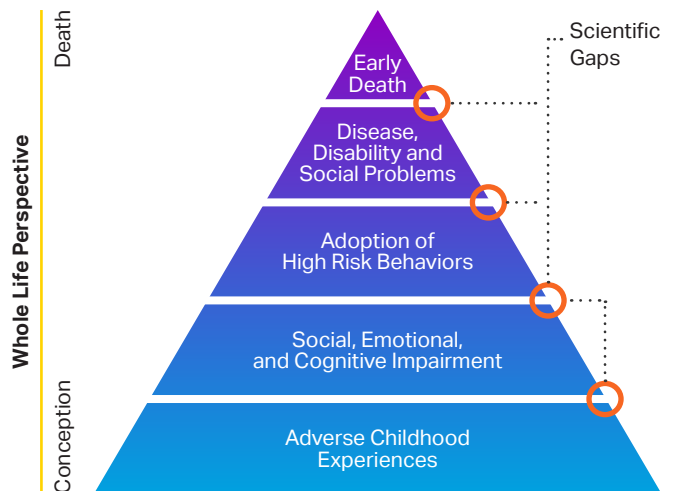 Death
Whole Life Perspective
Conception
Early
Death
Disease,
Disability and
Social Problems
Adoption of
High Risk Behaviors
Social, Emotional,
and Cognitive Impairment
Adverse Childhood
Experiences
Scientific
Gaps